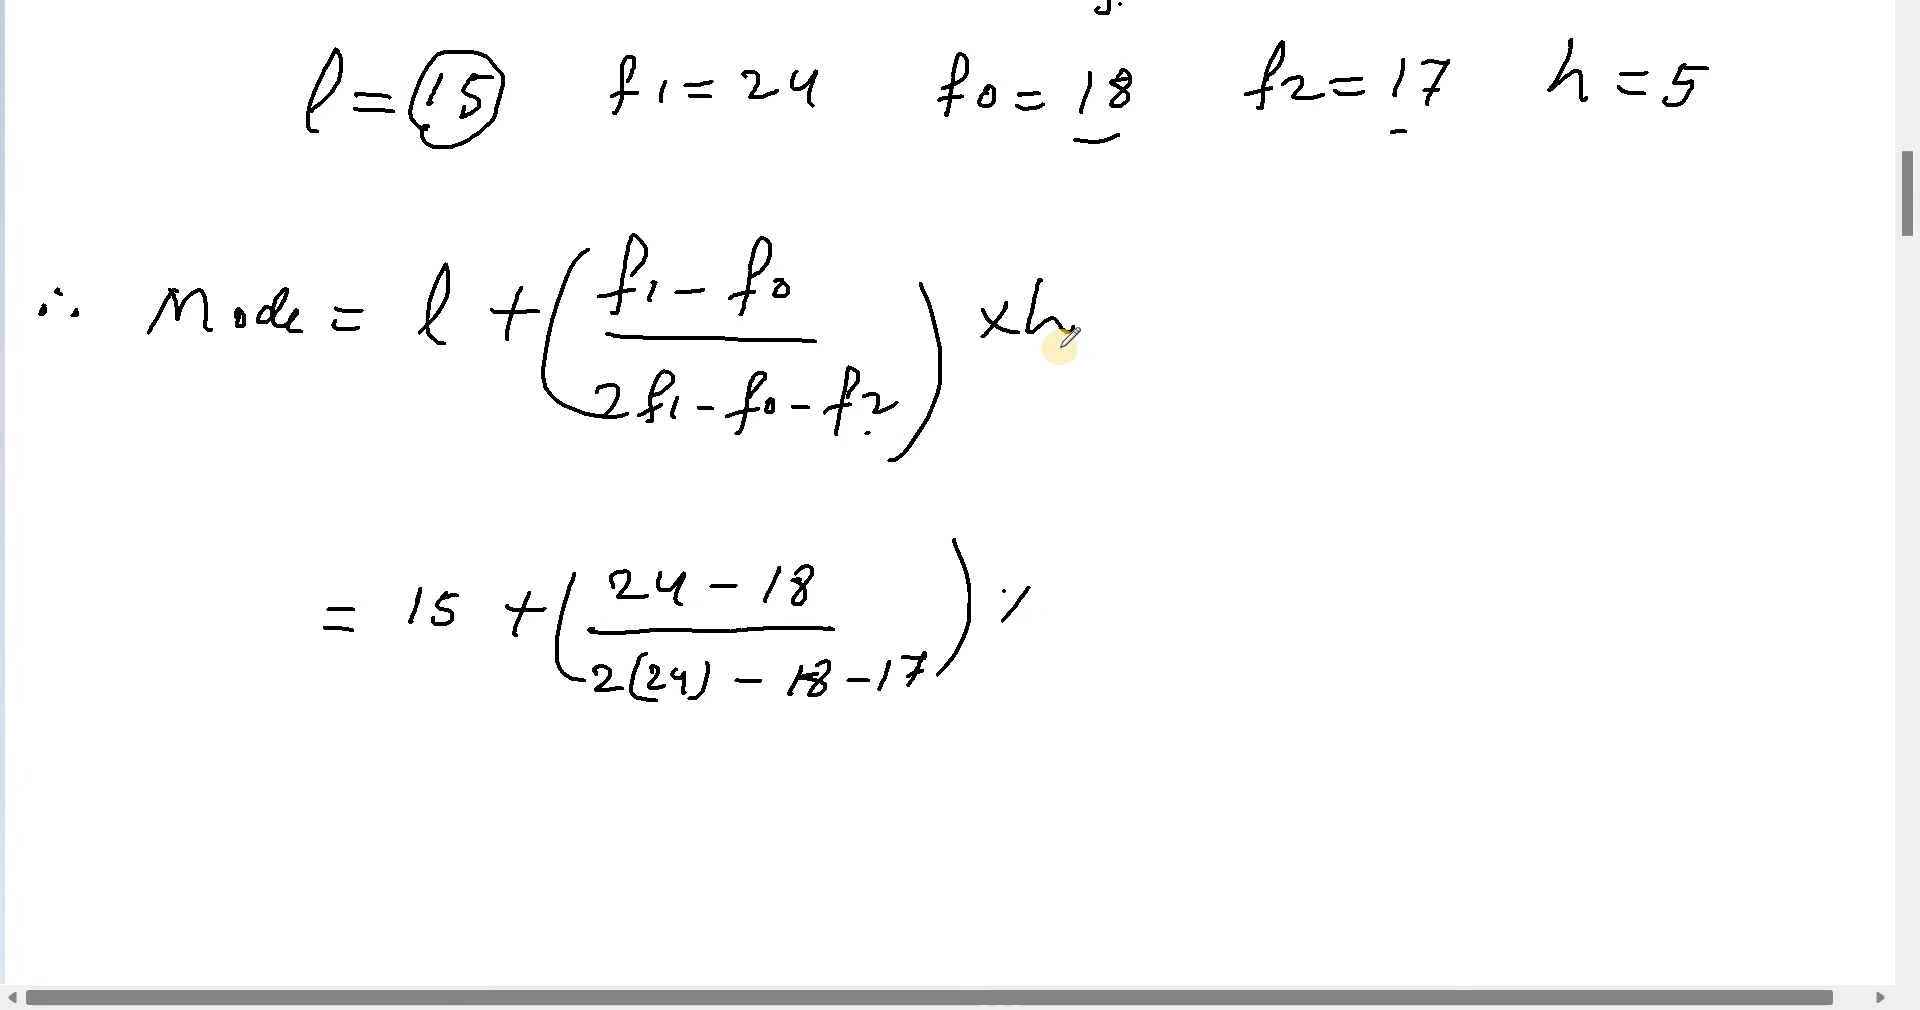 l = 15 f1 = 24 f0 = 18 f2 = 17 h = 5
∴ Mode = l + (f1 - f0 / 2f1 - f0 - f2) × h
= 15 + (24 - 18 / 2(24) - 18 - 17)